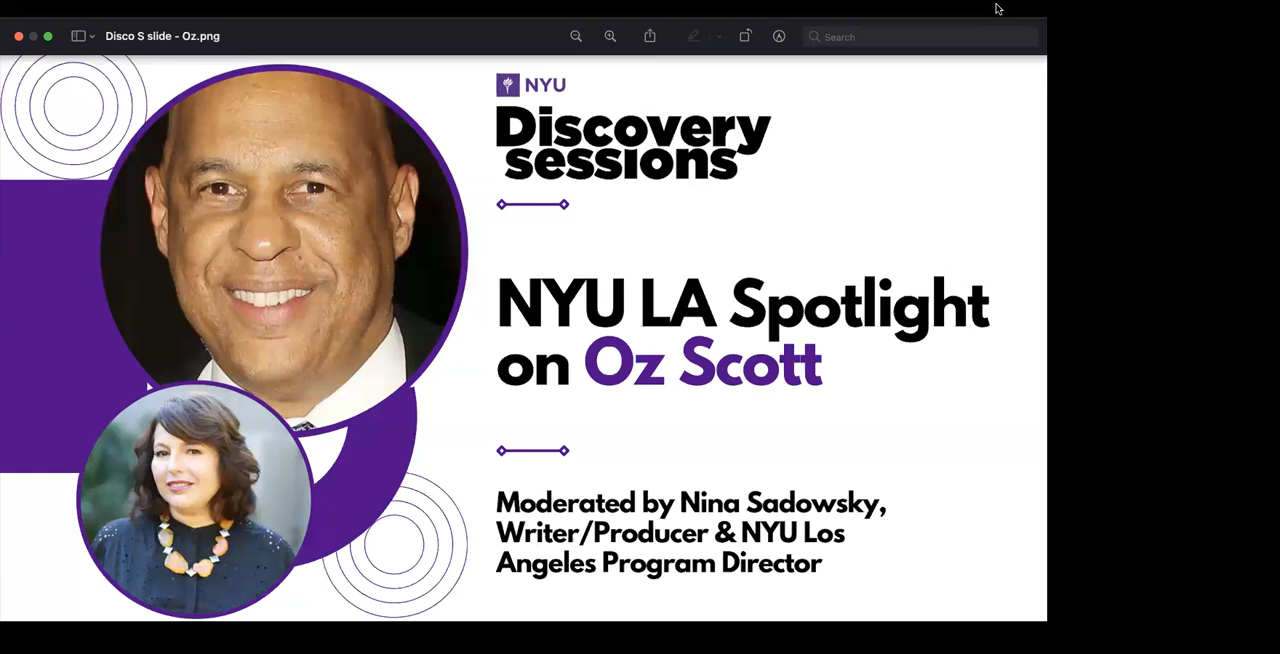 Disco S slide - Oz.png
Search
NYU
Discovery
sessions
NYU LA Spotlight
on Oz Scott
Moderated by Nina Sadowsky,
Writer/Producer & NYU Los
Angeles Program Director